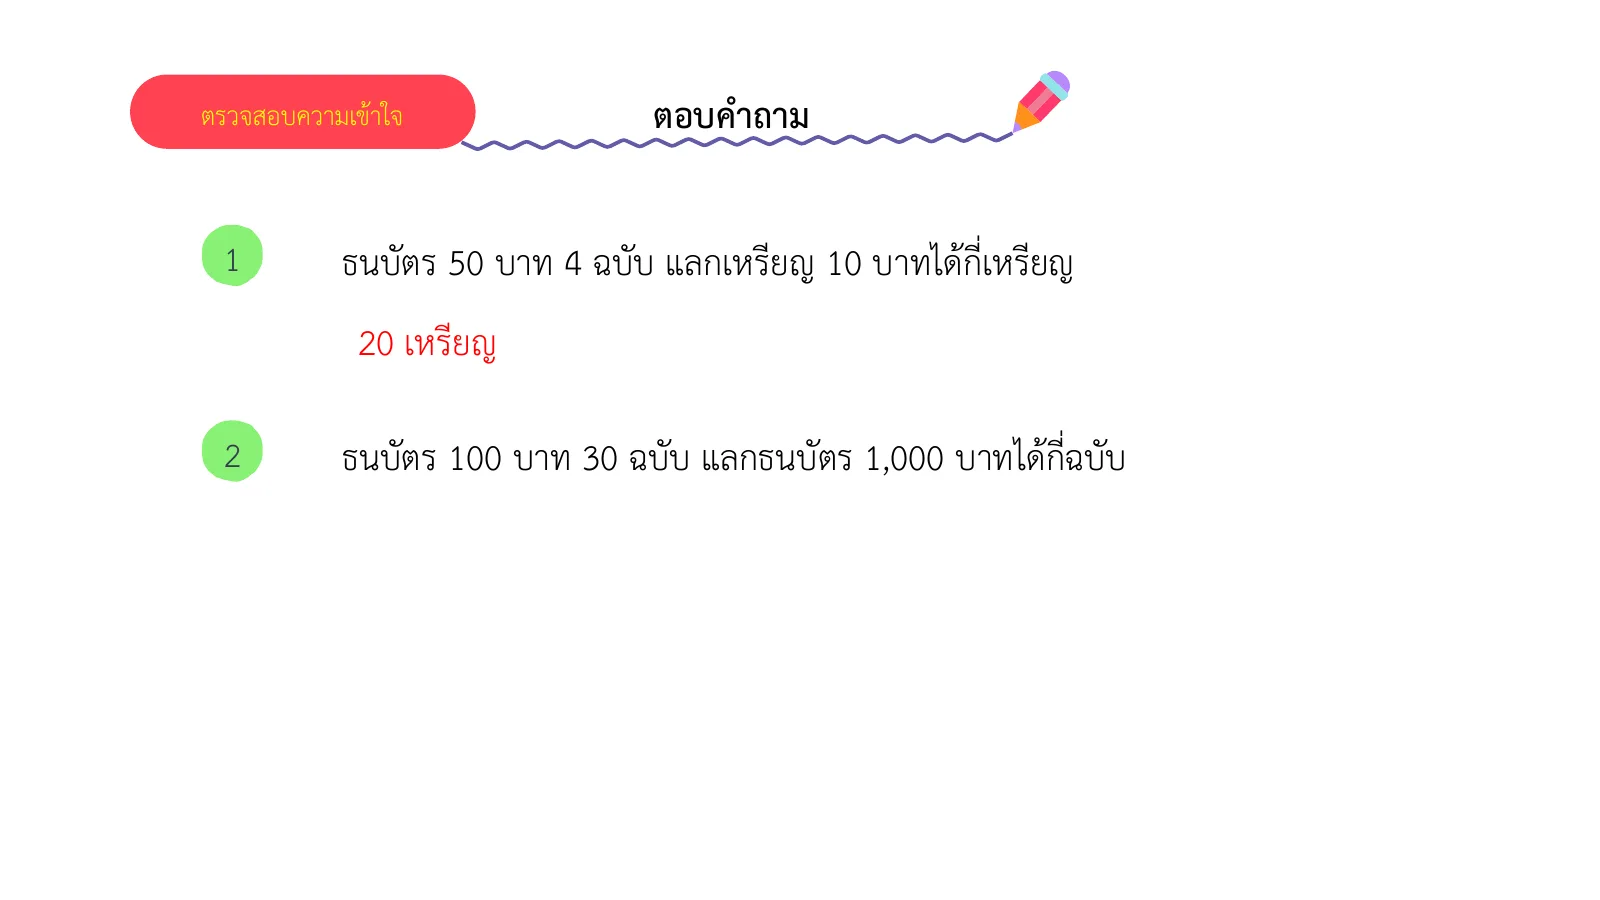 ตรวจสอบความเข้าใจ
ตอบคำถาม
1 ธนบัตร 50 บาท 4 ฉบับ แลกเหรียญ 10 บาทได้กี่เหรียญ
20 เหรียญ
2 ธนบัตร 100 บาท 30 ฉบับ แลกธนบัตร 1,000 บาทได้กี่ฉบับ